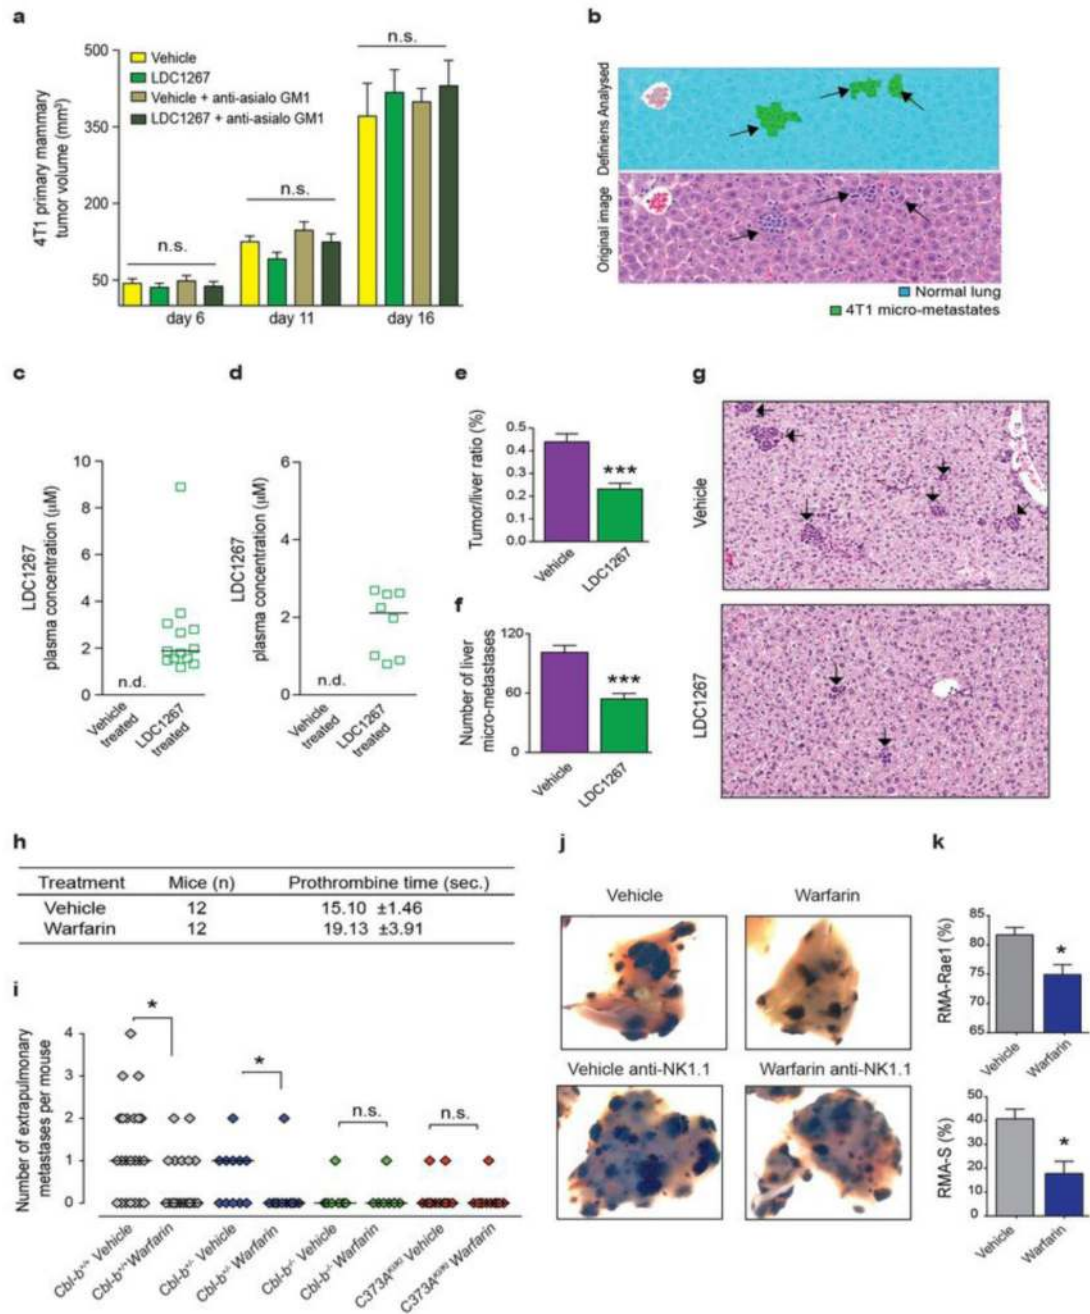 a
4T1 primary mammary
tumor volume (mm³)
500
350
200
50
Vehicle
LDC1267
Vehicle + anti-asialo GM1
LDC1267 + anti-asialo GM1
n.s.
n.s.
n.s.
day 6
day 11
day 16
b
Definiens Analysed
Original image
Normal lung
4T1 micro-metastates
c
LDC1267
plasma concentration (µM)
10
8
6
4
2
0
n.d.
Vehicle
treated
LDC1267
treated
d
LDC1267
plasma concentration (µM)
6
4
2
0
n.d.
Vehicle
treated
LDC1267
treated
e
Tumor/liver ratio (%)
0.5
0.4
0.3
0.2
0.1
0.0
***
Vehicle
LDC1267
f
Number of liver
micro-metastases
120
60
0
***
Vehicle
LDC1267
g
Vehicle
LDC1267
h
Treatment Mice (n) Prothrombine time (sec.)
Vehicle 12 15.10 ±1.46
Warfarin 12 19.13 ±3.91
i
Number of extrapulmonary
metastases per mouse
4
3
2
1
0
*
*
n.s.
n.s.
Cbl-b+/+ Vehicle
Cbl-b+/+ Warfarin
Cbl-b+/- Vehicle
Cbl-b+/- Warfarin
Cbl-b-/- Vehicle
Cbl-b-/- Warfarin
C373AKI/KI Vehicle
C373AKI/KI Warfarin
j
Vehicle
Warfarin
Vehicle anti-NK1.1
Warfarin anti-NK1.1
k
RMA-Rae1 (%)
85
80
75
70
65
*
Vehicle
Warfarin
RMA-S (%)
50
40
30
20
10
0
*
Vehicle
Warfarin